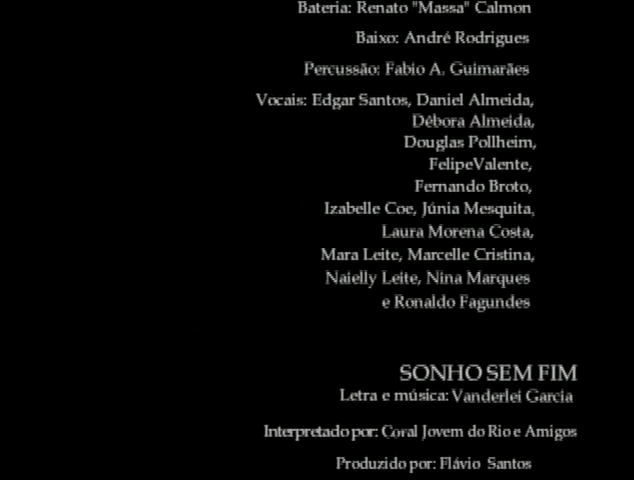 Bateria: Renato "Massa" Calmon
Baixo: André Rodrigues
Percussão: Fabio A. Guimarães
Vocais: Edgar Santos, Daniel Almeida,
Débora Almeida,
Douglas Pollheim,
FelipeValente,
Fernando Broto,
Izabelle Coe, Júnia Mesquita,
Laura Morena Costa,
Mara Leite, Marcelle Cristina,
Naielly Leite, Nina Marques
e Ronaldo Fagundes
SONHO SEM FIM
Letra e música: Vanderlei Garcia
Interpretado por: Coral Jovem do Rio e Amigos
Produzido por: Flávio Santos